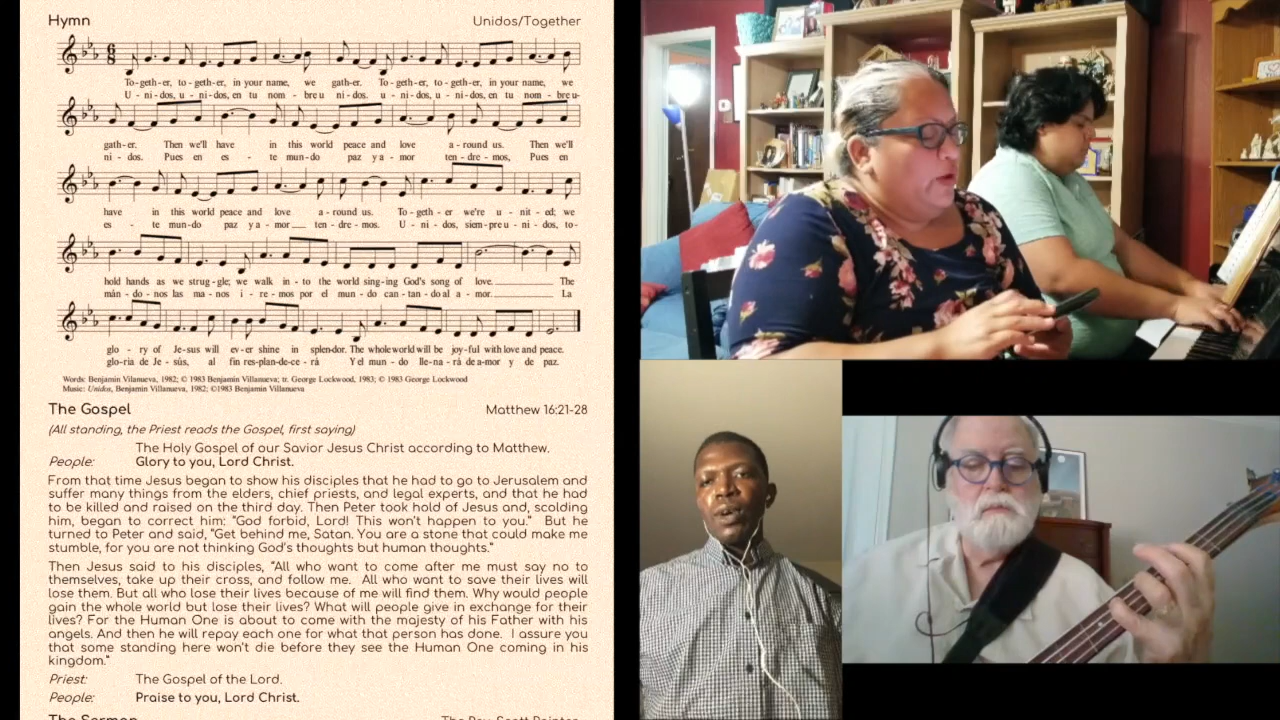 Hymn Unidos/Together
To-geth-er, to-geth-er, in your name, we gath-er. To-geth-er, to-geth-er, in your name, we
U - ni - dos, u - ni - dos, en tu nom - bre u - ni - dos. u - ni - dos, u - ni - dos, en tu nom - bre u-
gath-er. Then we'll have in this world peace and love a - round us. Then we'll
ni - dos. Pues en es - te mun-do paz y a - mor ten - dre - mos, Pues en
have in this world peace and love a - round us. To - geth - er we're u - nit - ed; we
es - te mun-do paz y a - mor ten - dre - mos. U - ni - dos, siem-pre u - ni - dos, to-
hold hands as we strug - gle; we walk in - to the world sing-ing God's song of love. The
mán - do - nos las ma - nos i - re - mos por el mun - do can - tan - do al a - mor. La
glo - ry of Je-sus will ev-er shine in splen-dor. The whole world will be joy-ful with love and peace.
glo-ria de Je - sús, al fin res-plan-de-ce - rá Y el mun - do lle-na - rá de a-mor y de paz.
Words: Benjamin Vilanueva, 1982; © 1983 Benjamin Villanueva; tr. George Lockwood, 1983; © 1983 George Lockwood
Music: Unidos, Benjamin Villanueva, 1982; ©1983 Benjamin Villanueva
The Gospel Matthew 16:21-28
(All standing, the Priest reads the Gospel, first saying)
The Holy Gospel of our Savior Jesus Christ according to Matthew.
People: Glory to you, Lord Christ.
From that time Jesus began to show his disciples that he had to go to Jerusalem and
suffer many things from the elders, chief priests, and legal experts, and that he had
to be killed and raised on the third day. Then Peter took hold of Jesus and, scolding
him, began to correct him: "God forbid, Lord! This won't happen to you." But he
turned to Peter and said, "Get behind me, Satan. You are a stone that could make me
stumble, for you are not thinking God's thoughts but human thoughts."
Then Jesus said to his disciples, "All who want to come after me must say no to
themselves, take up their cross, and follow me. All who want to save their lives will
lose them. But all who lose their lives because of me will find them. Why would people
gain the whole world but lose their lives? What will people give in exchange for their
lives? For the Human One is about to come with the majesty of his Father with his
angels. And then he will repay each one for what that person has done. I assure you
that some standing here won't die before they see the Human One coming in his
kingdom."
Priest: The Gospel of the Lord.
People: Praise to you, Lord Christ.
The Sermon The Rev. Scott Painter